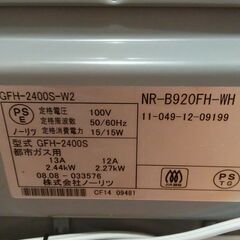 GFH-2400S-W2
PS
E
ノーリツ
定格電圧 100V
定格周波数 50/60Hz
定格消費電力 15/15W
NR-B920FH-WH
11-049-12-09199
型式 GFH-2400S
都市ガス用
13A 12A
2.44kW 2.27kW
08.08-033576
株式会社ノーリツ
CF14 09481
PS
TG